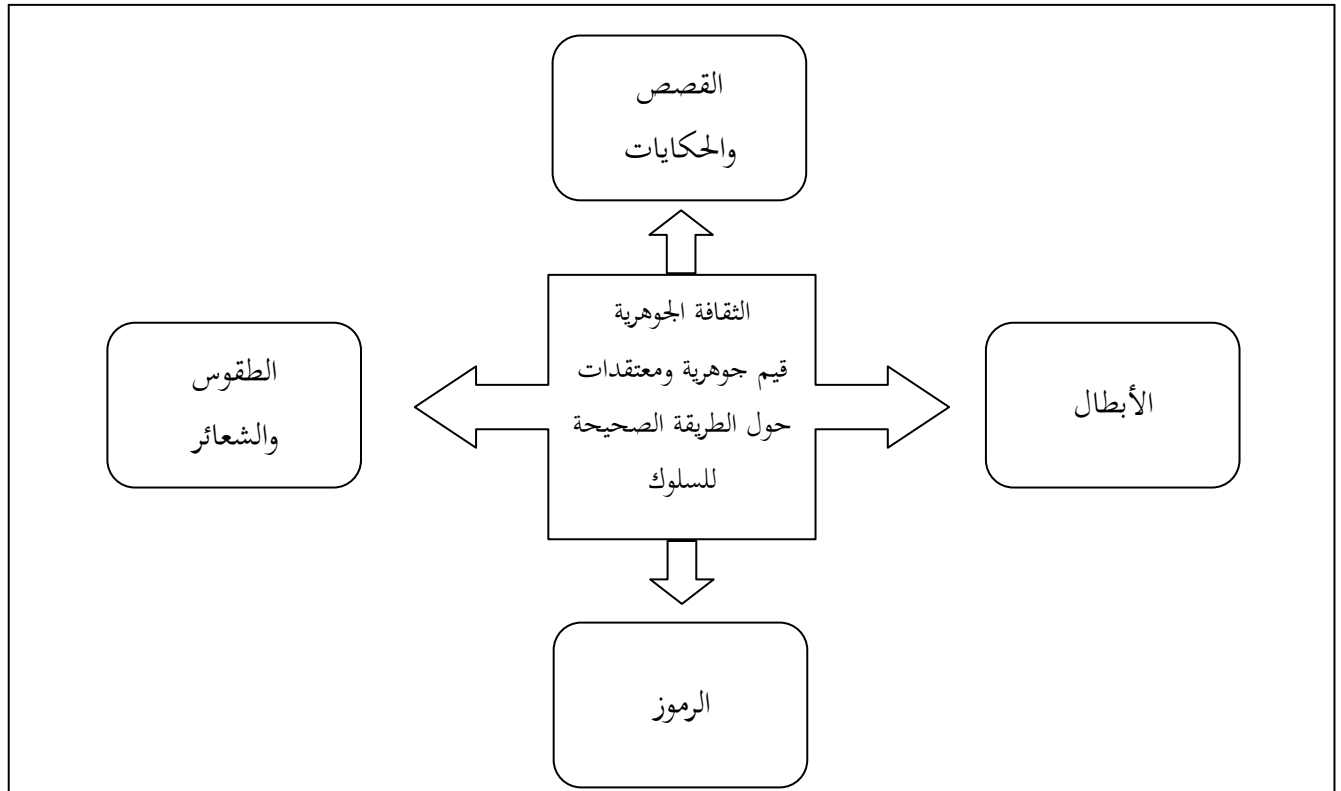 القصص
والحكايات
الثقافة الجوهرية
قيم جوهرية ومعتقدات
حول الطريقة الصحيحة
للسلوك
الأبطال
الطقوس
والشعائر
الرموز